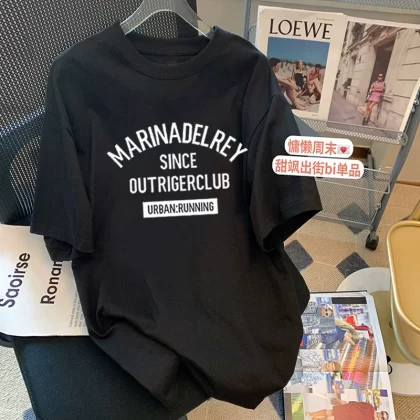 LOEWE
MARINADELREY
SINCE
OUTRIGERCLUB
URBAN:RUNNING
慵懒周末💌
甜飒出街bi单品
Saoirse
Ronan